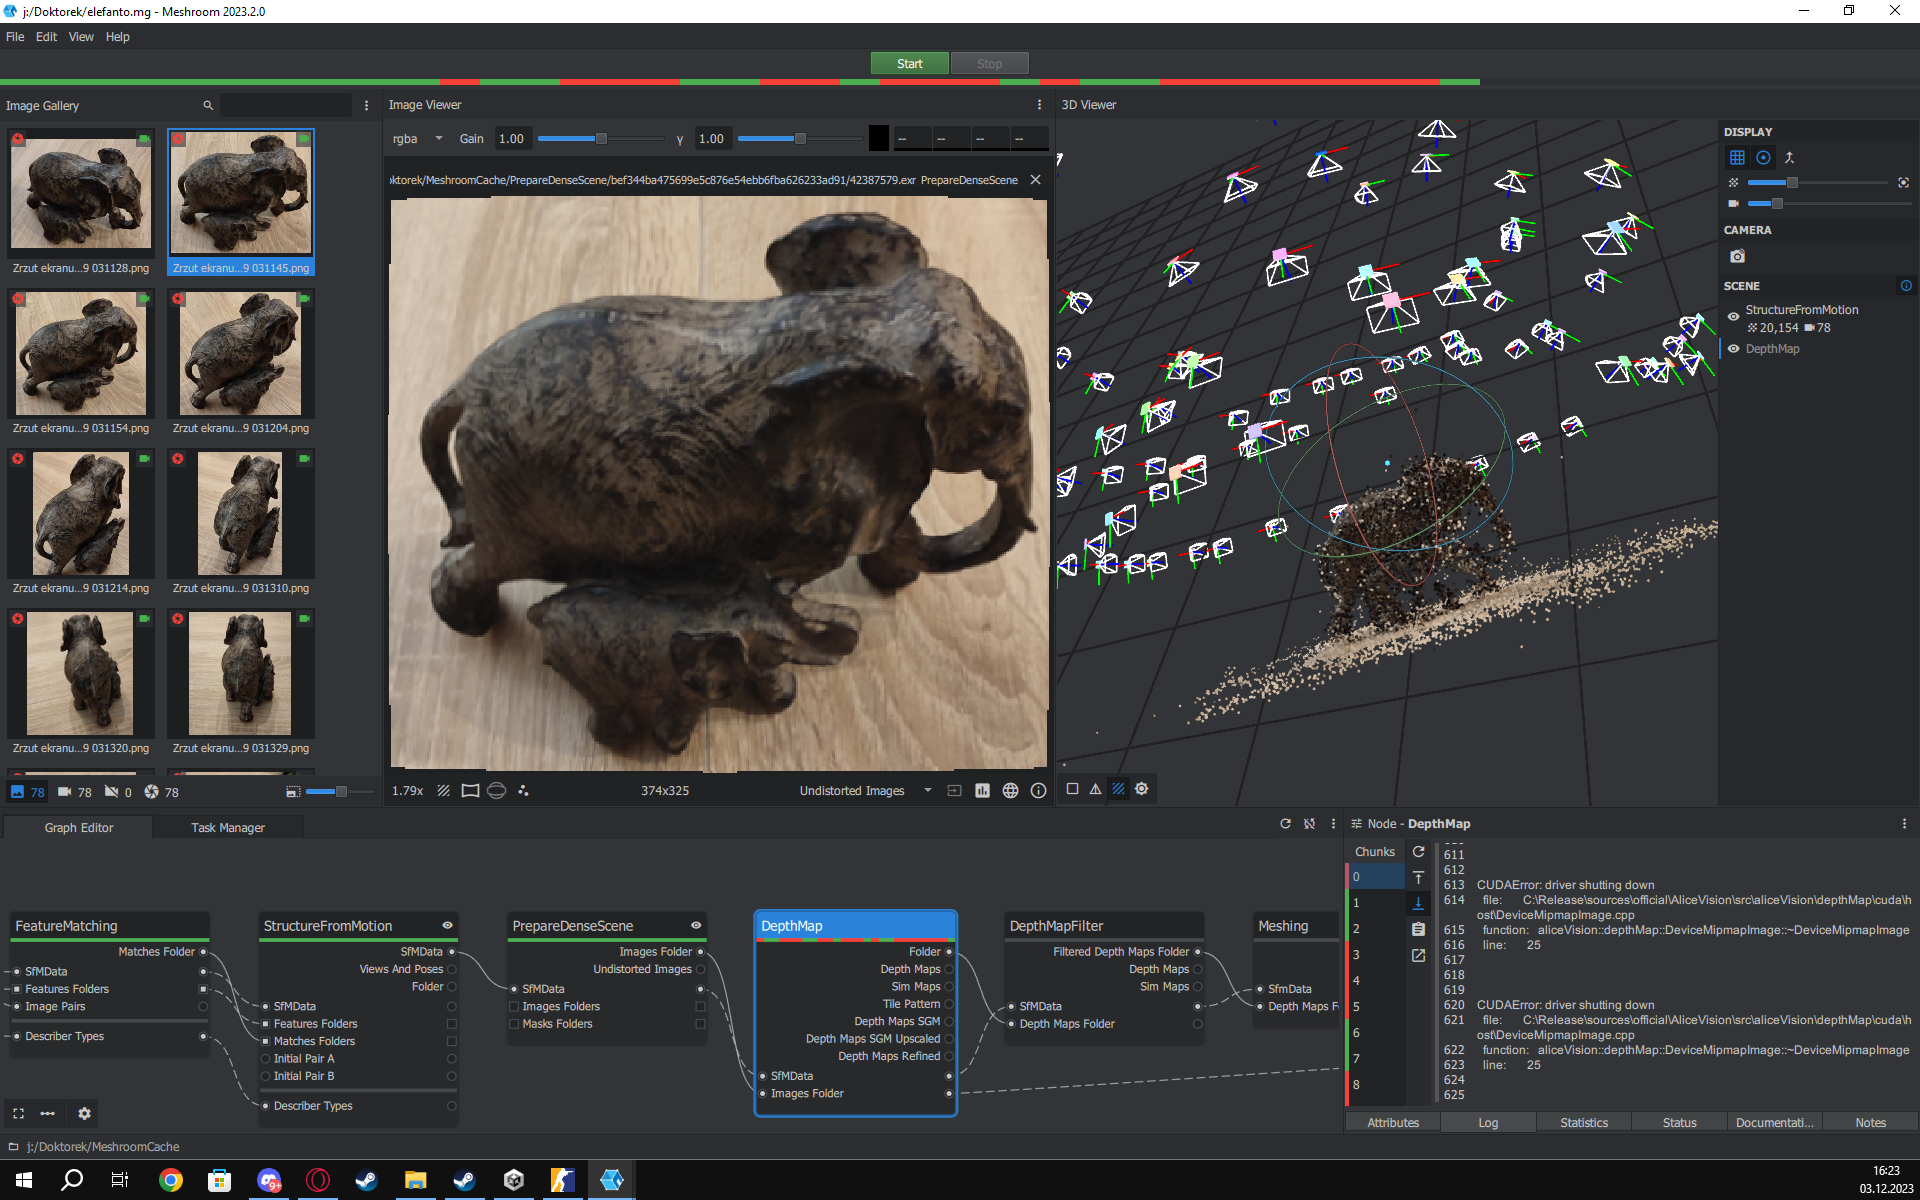 j:/Doktorek/elefanto.mg - Meshroom 2023.2.0
File Edit View Help
Start Stop
Image Gallery
Image Viewer
3D Viewer
rgba Gain 1.00 γ 1.00 -- -- -- --
oktorek/MeshroomCache/PrepareDenseScene/bef344ba475699e5c876e54ebb6fba626233ad91/42387579.exr PrepareDenseScene
Zrzut ekranu...9 031128.png
Zrzut ekranu...9 031145.png
Zrzut ekranu...9 031154.png
Zrzut ekranu...9 031204.png
Zrzut ekranu...9 031214.png
Zrzut ekranu...9 031310.png
Zrzut ekranu...9 031320.png
Zrzut ekranu...9 031329.png
78 78 0 78
1.79x 374x325 Undistorted Images
DISPLAY
CAMERA
SCENE
StructureFromMotion
20,154 78
DepthMap
Graph Editor Task Manager
FeatureMatching
Matches Folder
SfMData
Features Folders
Image Pairs
Describer Types
StructureFromMotion
SfMData
Views And Poses
Folder
SfMData
Features Folders
Matches Folders
Initial Pair A
Initial Pair B
Describer Types
PrepareDenseScene
Images Folder
Undistorted Images
SfMData
Images Folders
Masks Folders
DepthMap
Folder
Depth Maps
Sim Maps
Tile Pattern
Depth Maps SGM
Depth Maps SGM Upscaled
Depth Maps Refined
SfMData
Images Folder
DepthMapFilter
Filtered Depth Maps Folder
Depth Maps
Sim Maps
SfMData
Depth Maps Folder
Meshing
SfmData
Depth Maps F
j:/Doktorek/MeshroomCache
Node - DepthMap
Chunks
0
1
2
3
4
5
6
7
8
611
612
613 CUDAError: driver shutting down
614 file: C:\Release\sources\official\AliceVision\src\aliceVision\depthMap\cuda\h
ost\DeviceMipmapImage.cpp
615 function: aliceVision::depthMap::DeviceMipmapImage::~DeviceMipmapImage
616 line: 25
617
618
619
620 CUDAError: driver shutting down
621 file: C:\Release\sources\official\AliceVision\src\aliceVision\depthMap\cuda\h
ost\DeviceMipmapImage.cpp
622 function: aliceVision::depthMap::DeviceMipmapImage::~DeviceMipmapImage
623 line: 25
624
625
Attributes Log Statistics Status Documentati... Notes
9+
16:23
03.12.2023